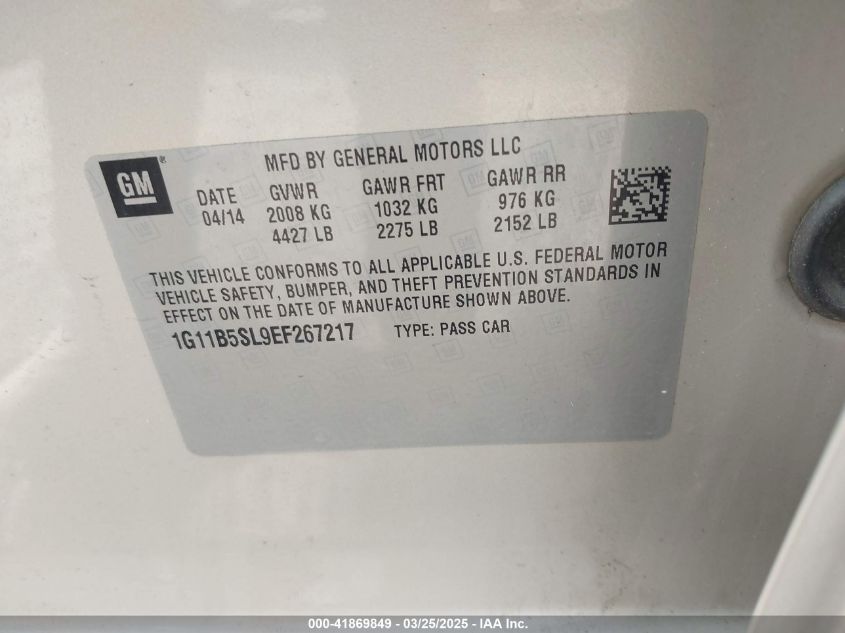 MFD BY GENERAL MOTORS LLC
GM®
DATE GVWR GAWR FRT GAWR RR
04/14 2008 KG 1032 KG 976 KG
4427 LB 2275 LB 2152 LB
THIS VEHICLE CONFORMS TO ALL APPLICABLE U.S. FEDERAL MOTOR
VEHICLE SAFETY, BUMPER, AND THEFT PREVENTION STANDARDS IN
EFFECT ON THE DATE OF MANUFACTURE SHOWN ABOVE.
1G11B5SL9EF267217 TYPE: PASS CAR
000-41869849 - 03/25/2025 - IAA Inc.